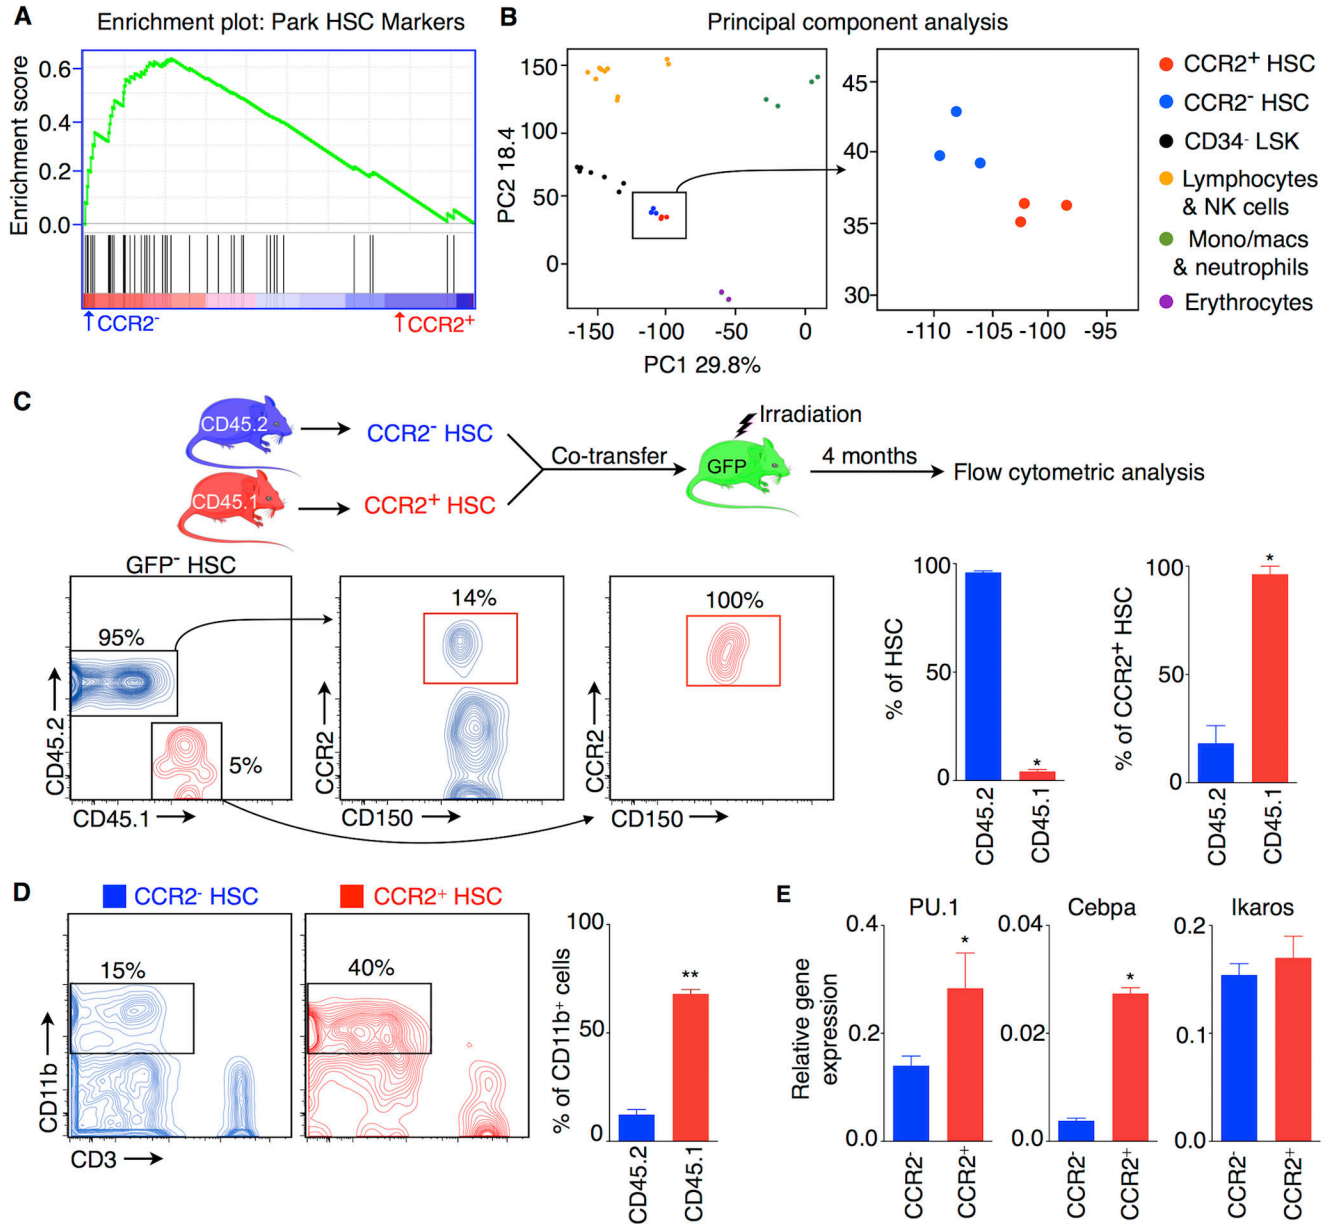 A
Enrichment plot: Park HSC Markers
Enrichment score
0.6
0.4
0.2
0.0
↑CCR2-
↑CCR2+
B
Principal component analysis
PC2 18.4
150
100
50
0
-150
-100
-50
0
PC1 29.8%
45
40
35
30
-110
-105
-100
-95
CCR2+ HSC
CCR2- HSC
CD34- LSK
Lymphocytes
& NK cells
Mono/macs
& neutrophils
Erythrocytes
C
CD45.2
CCR2- HSC
CD45.1
CCR2+ HSC
Co-transfer
Irradiation
GFP
4 months
Flow cytometric analysis
GFP- HSC
95%
5%
CD45.2
CD45.1
14%
CCR2
CD150
100%
CCR2
CD150
% of HSC
100
50
0
*
CD45.2
CD45.1
% of CCR2+ HSC
100
50
0
*
CD45.2
CD45.1
D
CCR2- HSC
CCR2+ HSC
15%
40%
CD11b
CD3
% of CD11b+ cells
100
50
0
**
CD45.2
CD45.1
E
Relative gene
expression
PU.1
0.4
0.2
0.0
*
CCR2-
CCR2+
Cebpa
0.04
0.02
0.0
*
CCR2-
CCR2+
Ikaros
0.2
0.1
0.0
CCR2-
CCR2+